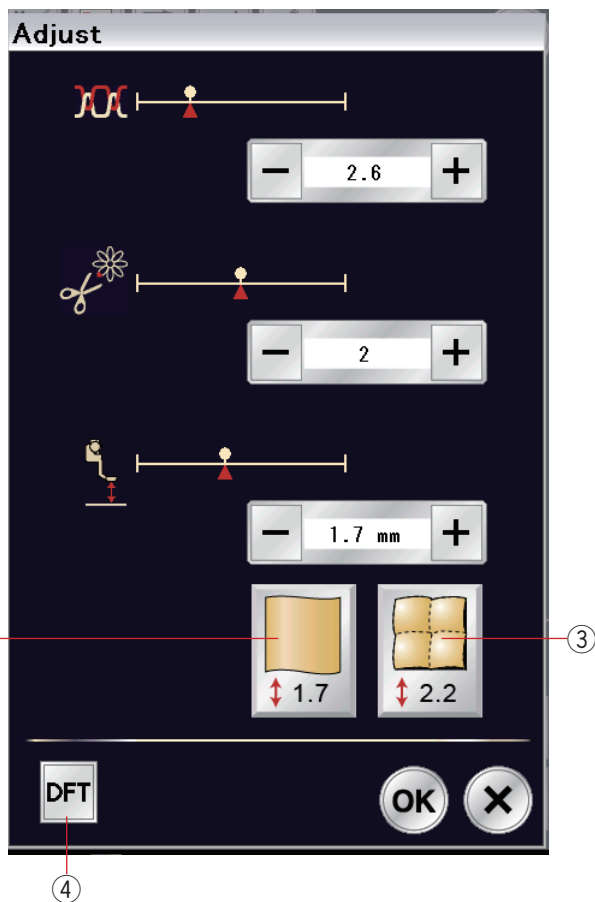 Adjust
− 2.6 +
− 2 +
− 1.7 mm +
1.7 2.2
③
DFT OK ×
④